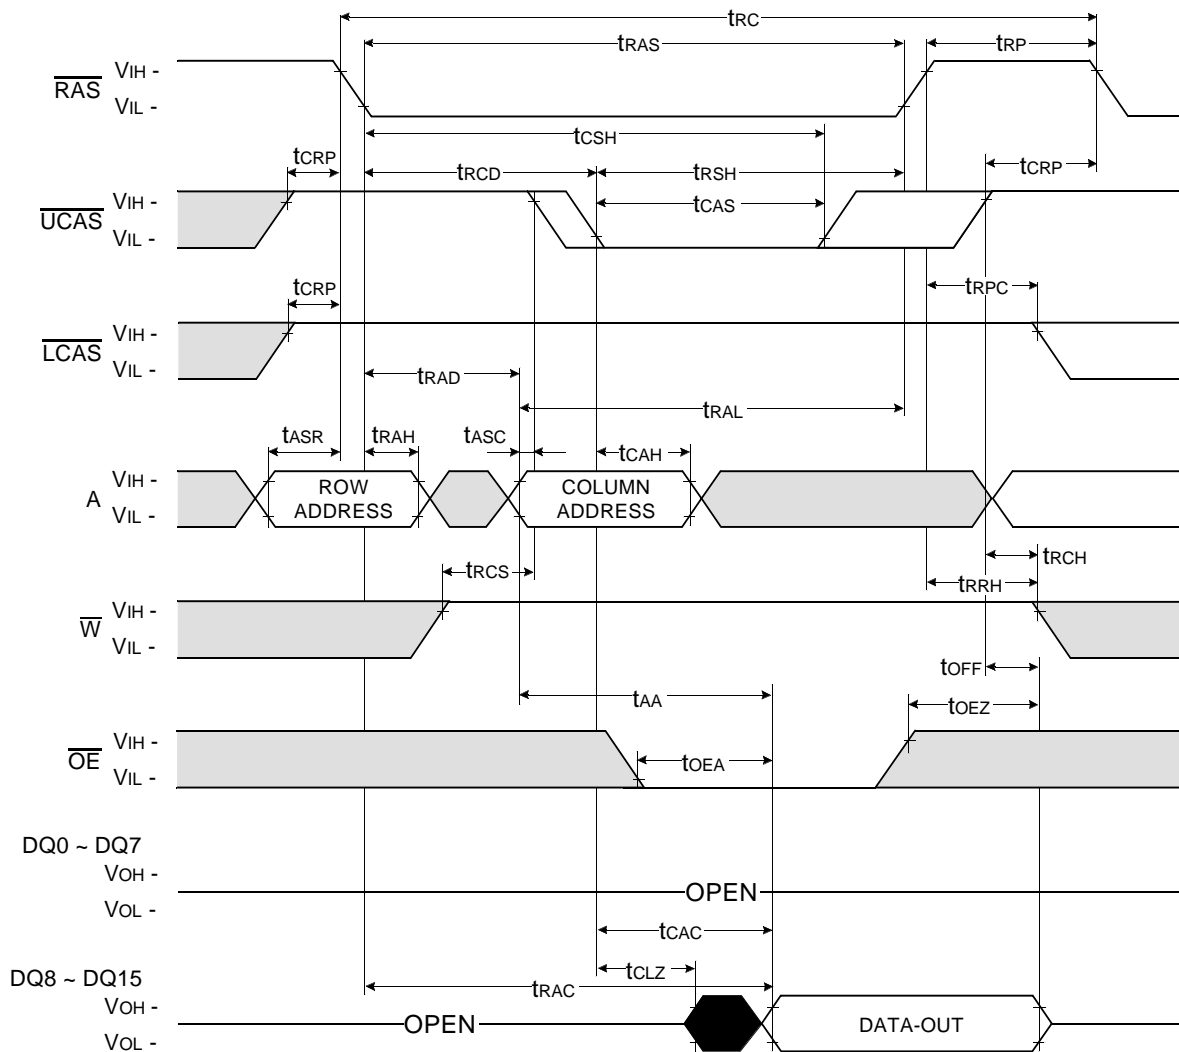 tRC
tRAS tRP
RAS VIH -
VIL -
tCSH
tCRP tRCD tRSH tCRP
UCAS VIH -
tCAS
VIL -
tCRP tRPC
LCAS VIH -
VIL -
tRAD
tRAL
tASR tRAH tASC tCAH
A VIH -
VIL -
ROW
ADDRESS
COLUMN
ADDRESS
tRCH
tRCS tRRH
W VIH -
VIL -
tOFF
tAA tOEZ
OE VIH -
VIL -
tOEA
DQ0 ~ DQ7
VOH -
OPEN
VOL -
tCAC
DQ8 ~ DQ15
tCLZ
tRAC
VOH -
OPEN DATA-OUT
VOL -